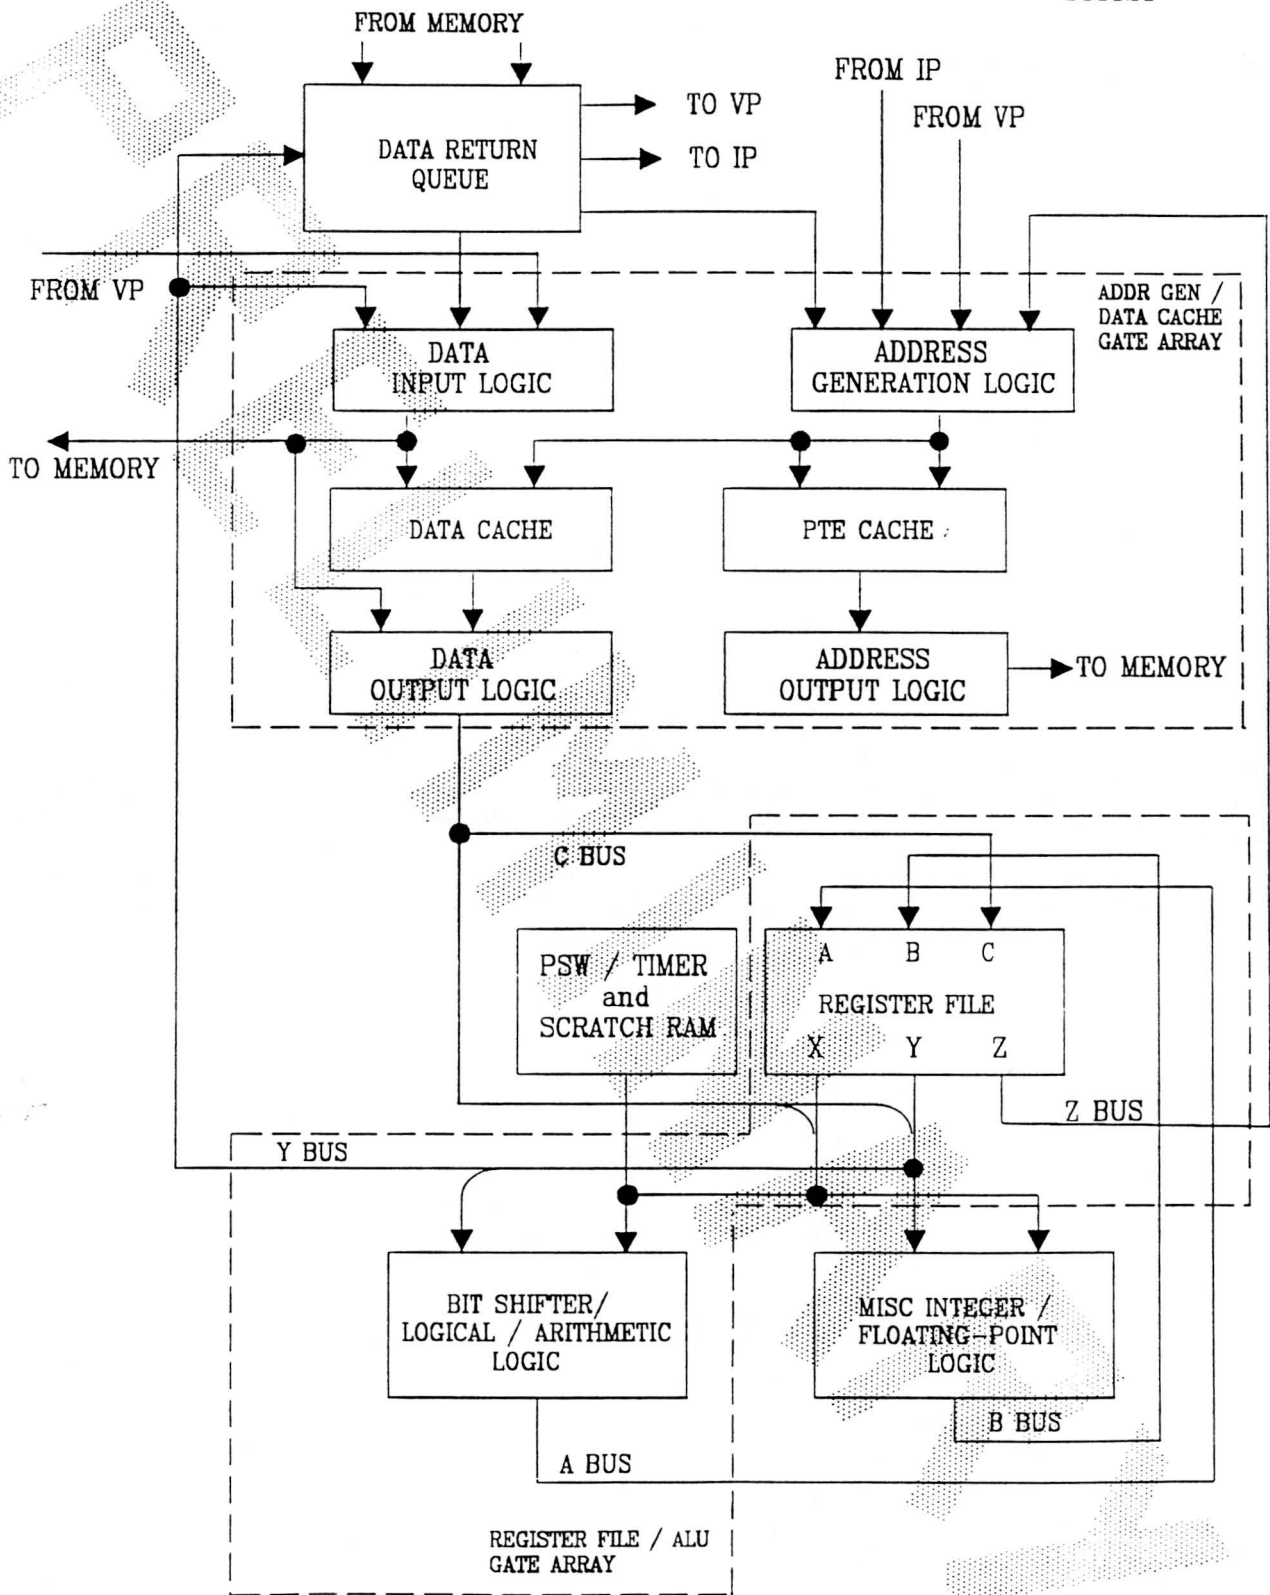 FROM MEMORY
FROM IP
TO VP
FROM VP
DATA RETURN
QUEUE
TO IP
FROM VP
ADDR GEN /
DATA CACHE
GATE ARRAY
DATA
INPUT LOGIC
ADDRESS
GENERATION LOGIC
TO MEMORY
DATA CACHE
PTE CACHE
DATA
OUTPUT LOGIC
ADDRESS
OUTPUT LOGIC
TO MEMORY
C BUS
PSW / TIMER
and
SCRATCH RAM
A B C
REGISTER FILE
X Y Z
Z BUS
Y BUS
BIT SHIFTER/
LOGICAL / ARITHMETIC
LOGIC
MISC INTEGER /
FLOATING-POINT
LOGIC
B BUS
A BUS
REGISTER FILE / ALU
GATE ARRAY